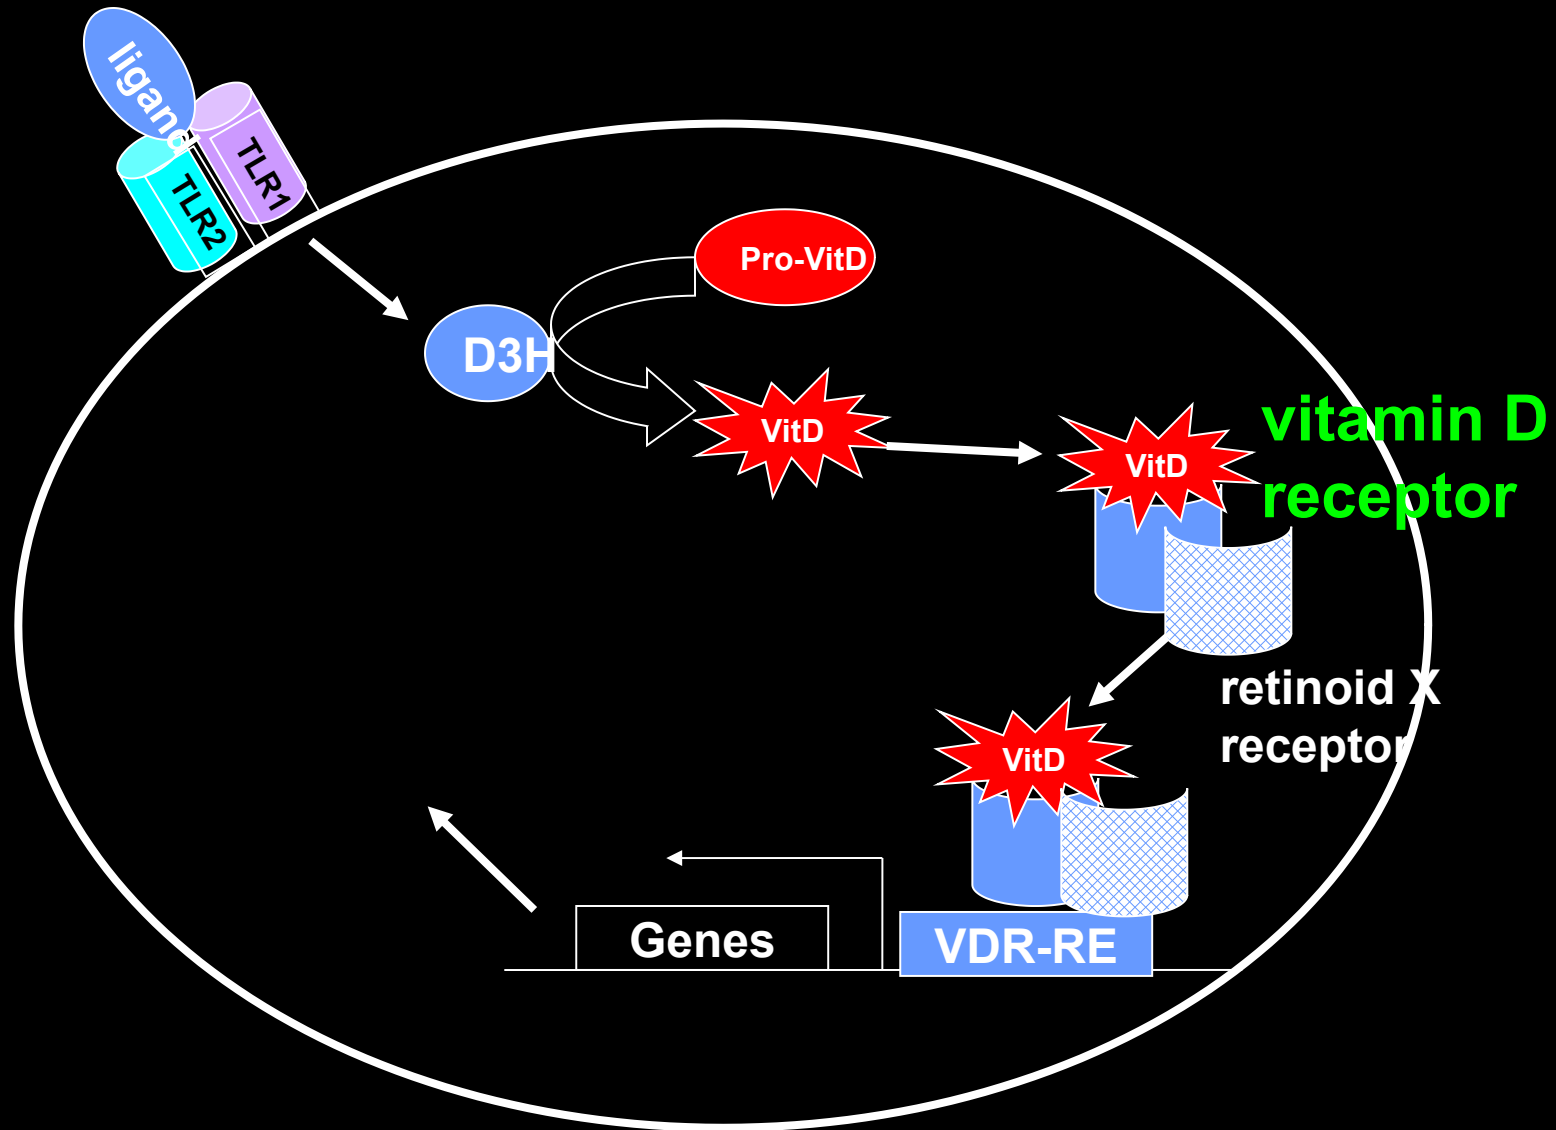 ligand
TLR1
TLR2
Pro-VitD
D3H
VitD
vitamin D
receptor
VitD
retinoid X
receptor
VitD
Genes
VDR-RE